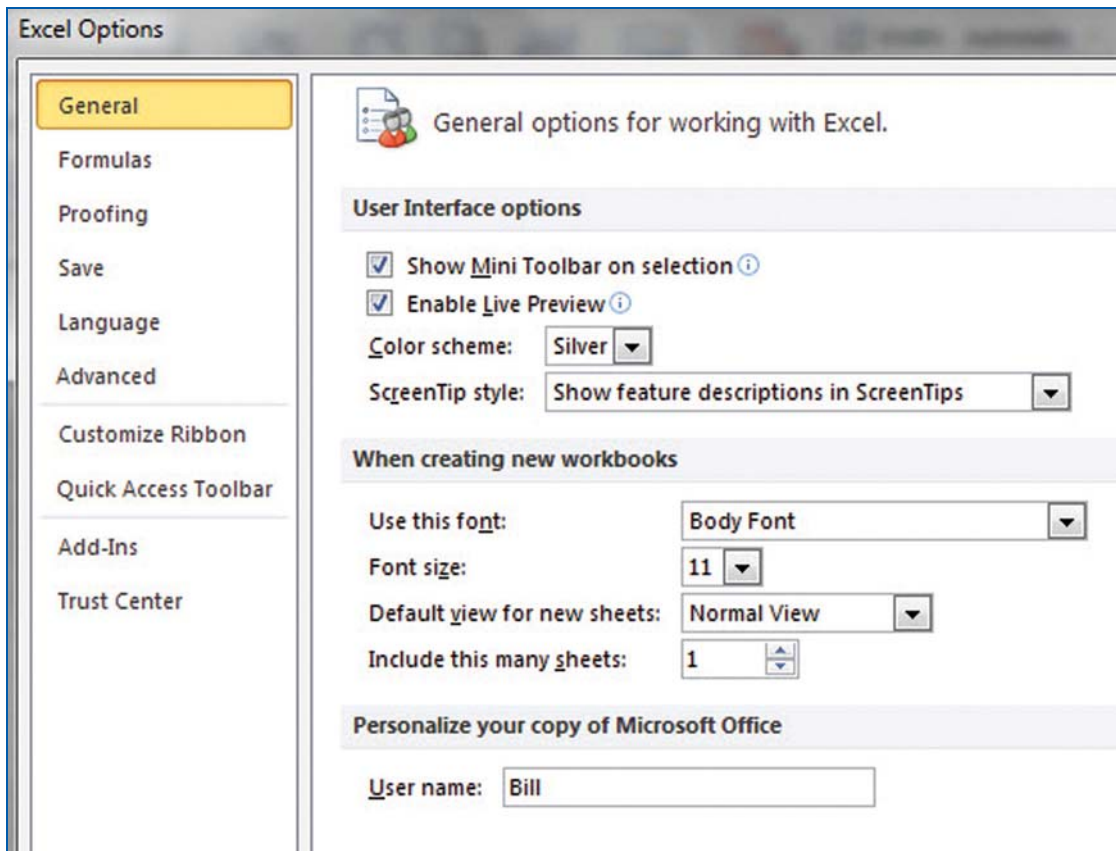 Excel Options
General
Formulas
Proofing
Save
Language
Advanced
Customize Ribbon
Quick Access Toolbar
Add-Ins
Trust Center
General options for working with Excel.
User Interface options
Show Mini Toolbar on selection
Enable Live Preview
Color scheme: Silver
ScreenTip style: Show feature descriptions in ScreenTips
When creating new workbooks
Use this font: Body Font
Font size: 11
Default view for new sheets: Normal View
Include this many sheets: 1
Personalize your copy of Microsoft Office
User name: Bill